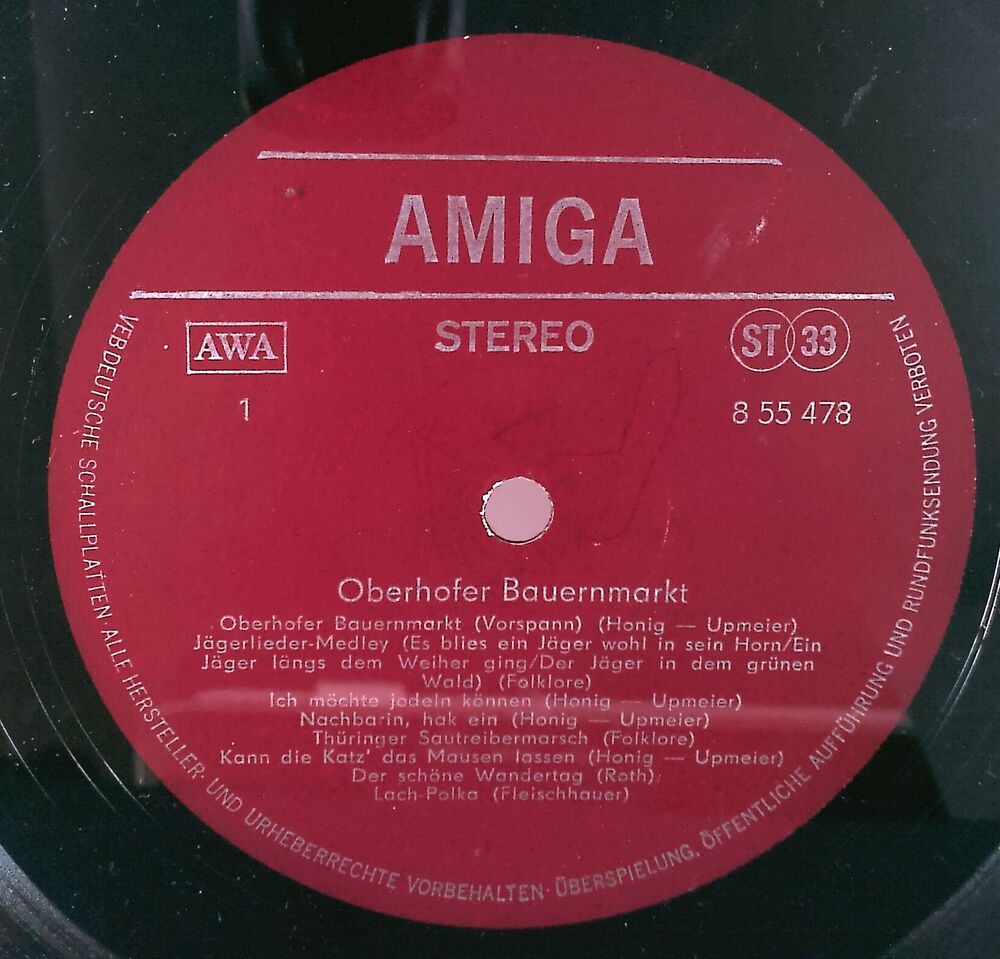 AMIGA
AWA
STEREO
ST 33
1
8 55 478
Oberhofer Bauernmarkt
Oberhofer Bauernmarkt (Vorspann) (Honig — Upmeier)
Jägerlieder-Medley (Es blies ein Jäger wohl in sein Horn/Ein
Jäger längs dem Weiher ging/Der Jäger in dem grünen
Wald) (Folklore)
Ich möchte jodeln können (Honig — Upmeier)
Nachbarin, hak ein (Honig — Upmeier)
Thüringer Sautreibermarsch (Folklore)
Kann die Katz' das Mausen lassen (Honig — Upmeier)
Der schöne Wandertag (Roth)
Lach-Polka (Fleischhauer)
VEB DEUTSCHE SCHALLPLATTEN · ALLE HERSTELLER- UND URHEBERRECHTE VORBEHALTEN · ÜBERSPIELUNG, ÖFFENTLICHE AUFFÜHRUNG UND RUNDFUNKSENDUNG VERBOTEN